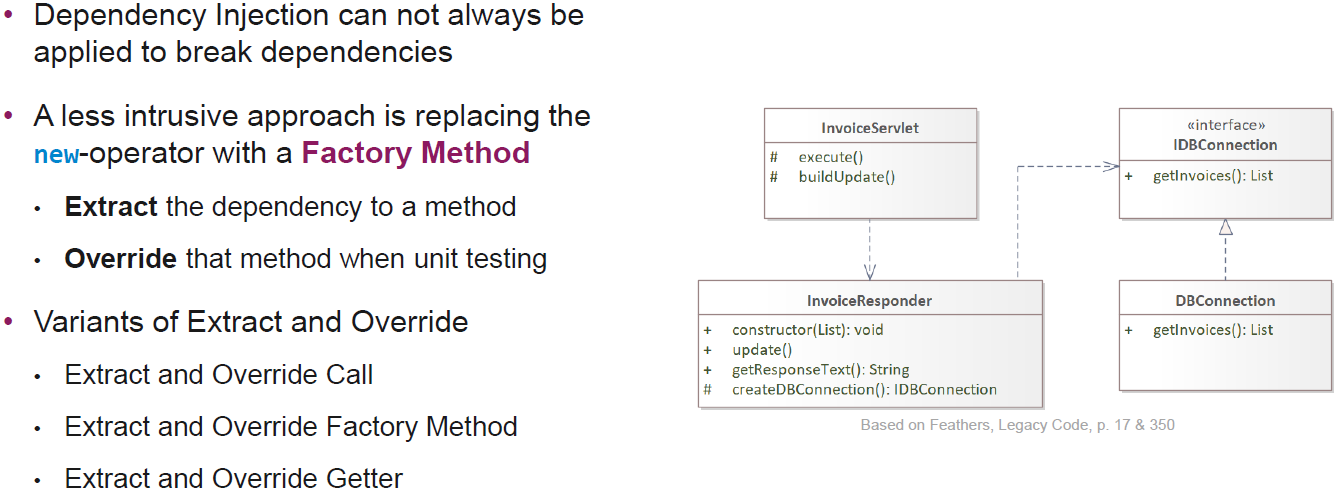 • Dependency Injection can not always be
applied to break dependencies
• A less intrusive approach is replacing the
new-operator with a Factory Method
• Extract the dependency to a method
• Override that method when unit testing
• Variants of Extract and Override
• Extract and Override Call
• Extract and Override Factory Method
• Extract and Override Getter
InvoiceServlet
# execute()
# buildUpdate()
«interface»
IDBConnection
+ getInvoices(): List
InvoiceResponder
+ constructor(List): void
+ update()
+ getResponseText(): String
# createDBConnection(): IDBConnection
DBConnection
+ getInvoices(): List
Based on Feathers, Legacy Code, p. 17 & 350